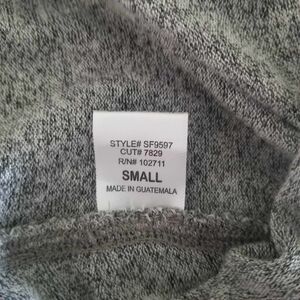 STYLE# SF9597
CUT# 7829
R/N# 102711
SMALL
MADE IN GUATEMALA